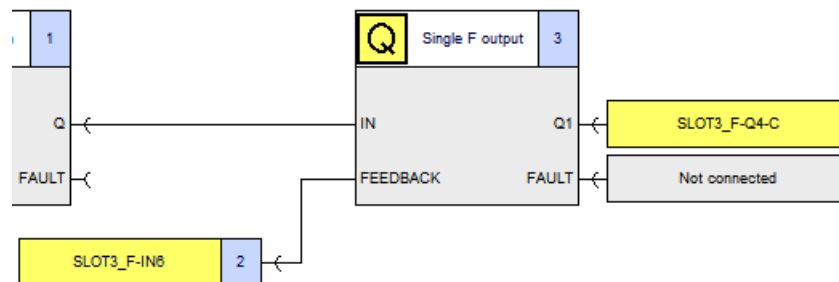 1
Q
Single F output
3
Q
IN
Q1
SLOT3_F-Q4-C
FAULT
FEEDBACK
FAULT
Not connected
SLOT3_F-IN6
2